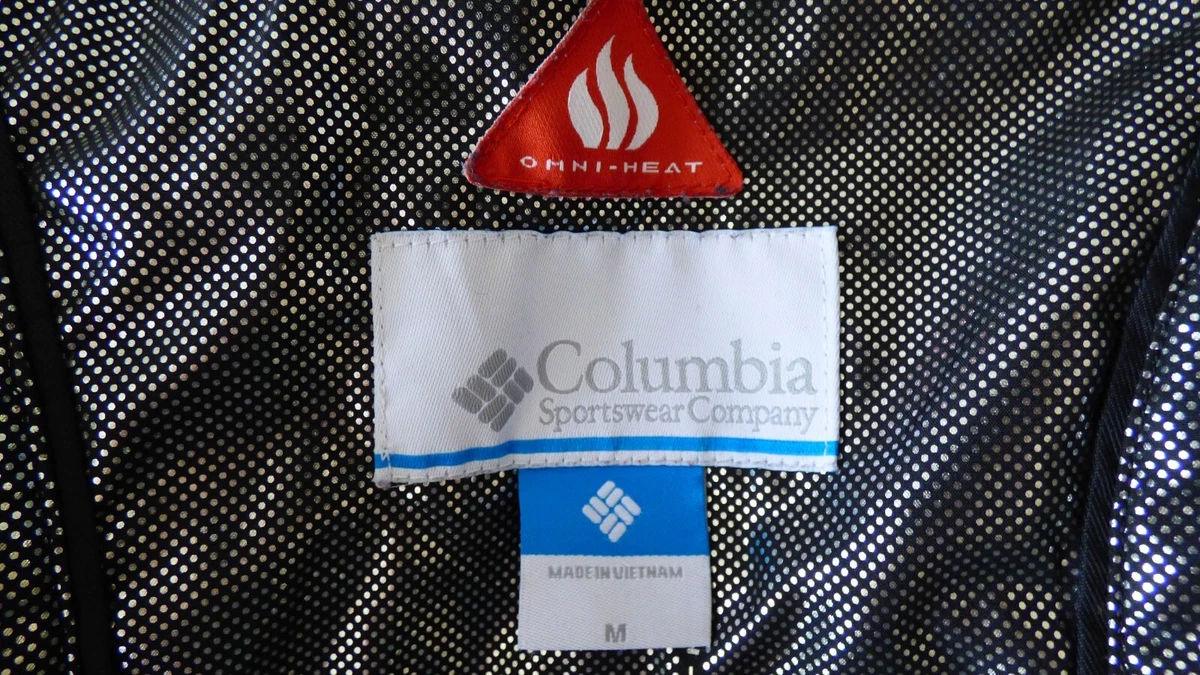 OMNI-HEAT
Columbia
Sportswear Company
MADE IN VIETNAM
M